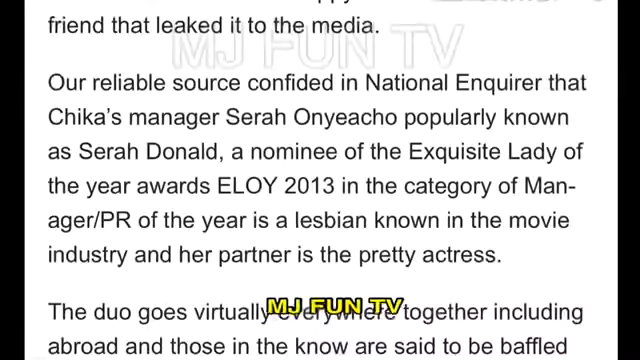 friend that leaked it to the media.
MJ FUN TV
Our reliable source confided in National Enquirer that
Chika's manager Serah Onyeacho popularly known
as Serah Donald, a nominee of the Exquisite Lady of
the year awards ELOY 2013 in the category of Man-
ager/PR of the year is a lesbian known in the movie
industry and her partner is the pretty actress.
The duo goes virtually everywhere together including
MJ FUN TV
abroad and those in the know are said to be baffled